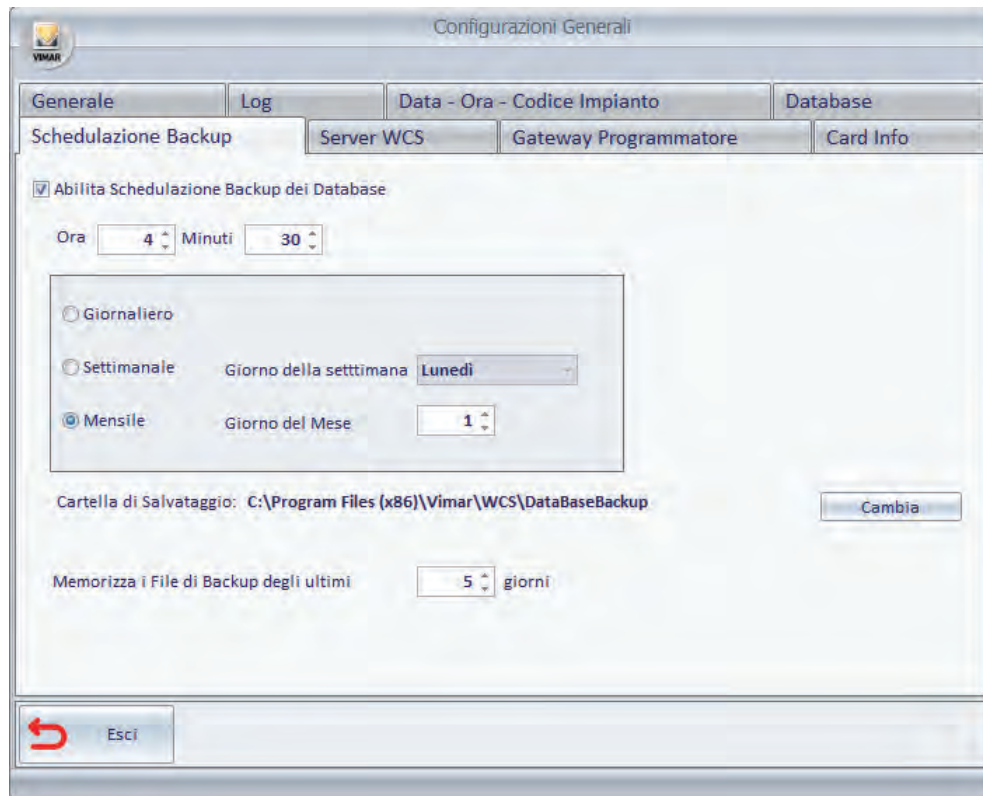 Configurazioni Generali
VIMAR
Generale Log Data - Ora - Codice Impianto Database
Schedulazione Backup Server WCS Gateway Programmatore Card Info
Abilita Schedulazione Backup dei Database
Ora 4 Minuti 30
Giornaliero
Settimanale Giorno della setttimana Lunedì
Mensile Giorno del Mese 1
Cartella di Salvataggio: C:\Program Files (x86)\Vimar\WCS\DataBaseBackup Cambia
Memorizza i File di Backup degli ultimi 5 giorni
Esci